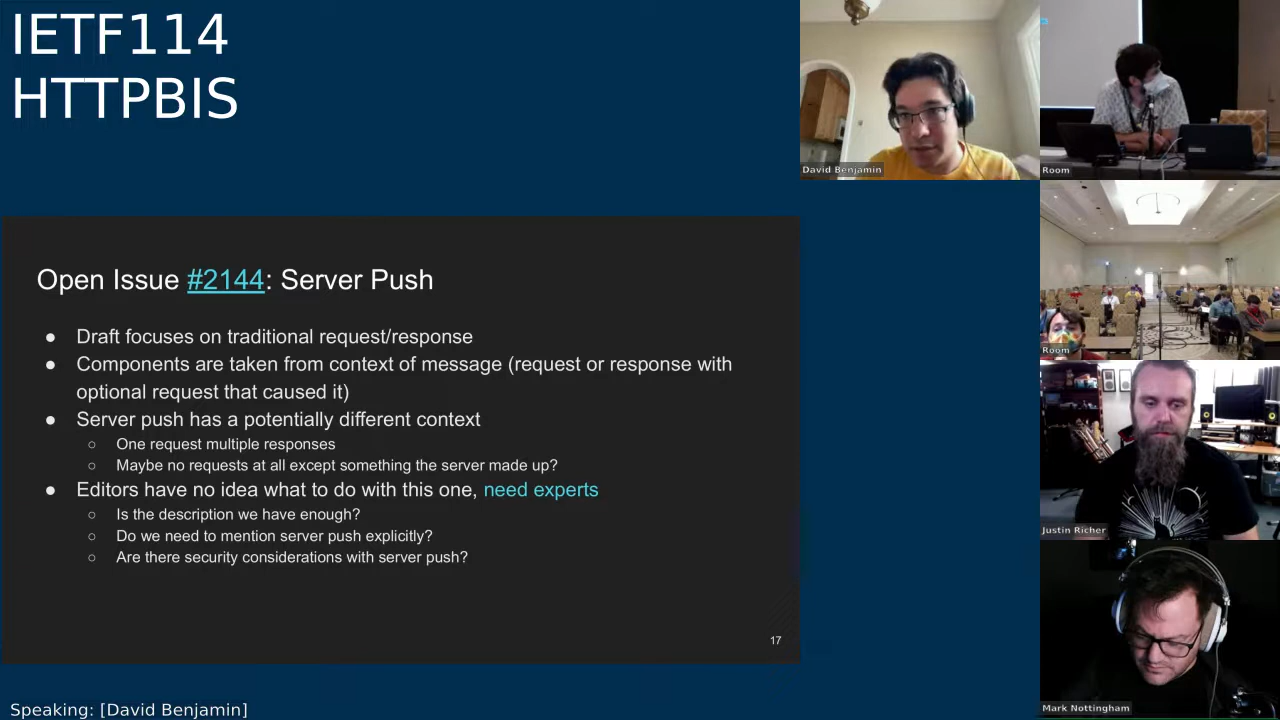 IETF114
HTTPBIS
David Benjamin
Room
Open Issue #2144: Server Push
● Draft focuses on traditional request/response
● Components are taken from context of message (request or response with
optional request that caused it)
● Server push has a potentially different context
○ One request multiple responses
○ Maybe no requests at all except something the server made up?
● Editors have no idea what to do with this one, need experts
○ Is the description we have enough?
○ Do we need to mention server push explicitly?
○ Are there security considerations with server push?
17
Room
Justin Richer
Mark Nottingham
Speaking: [David Benjamin]